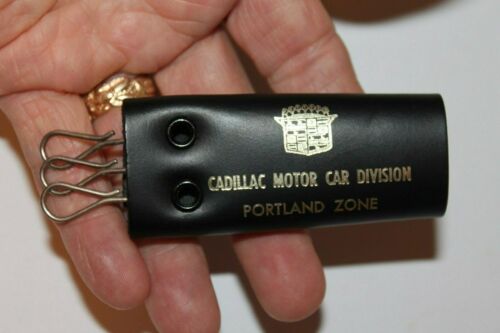 CADILLAC MOTOR CAR DIVISION
PORTLAND ZONE